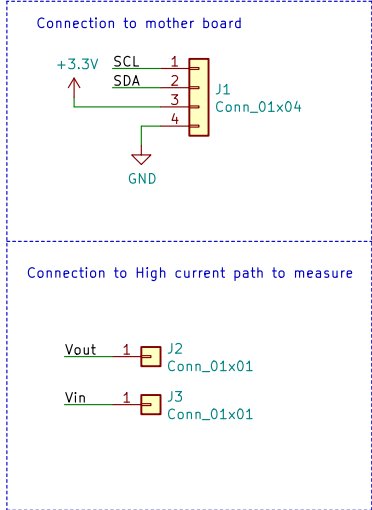 Connection to mother board
+3.3V
SCL 1
SDA 2
3
4
J1
Conn_01x04
GND
Connection to High current path to measure
Vout 1 J2
Conn_01x01
Vin 1 J3
Conn_01x01